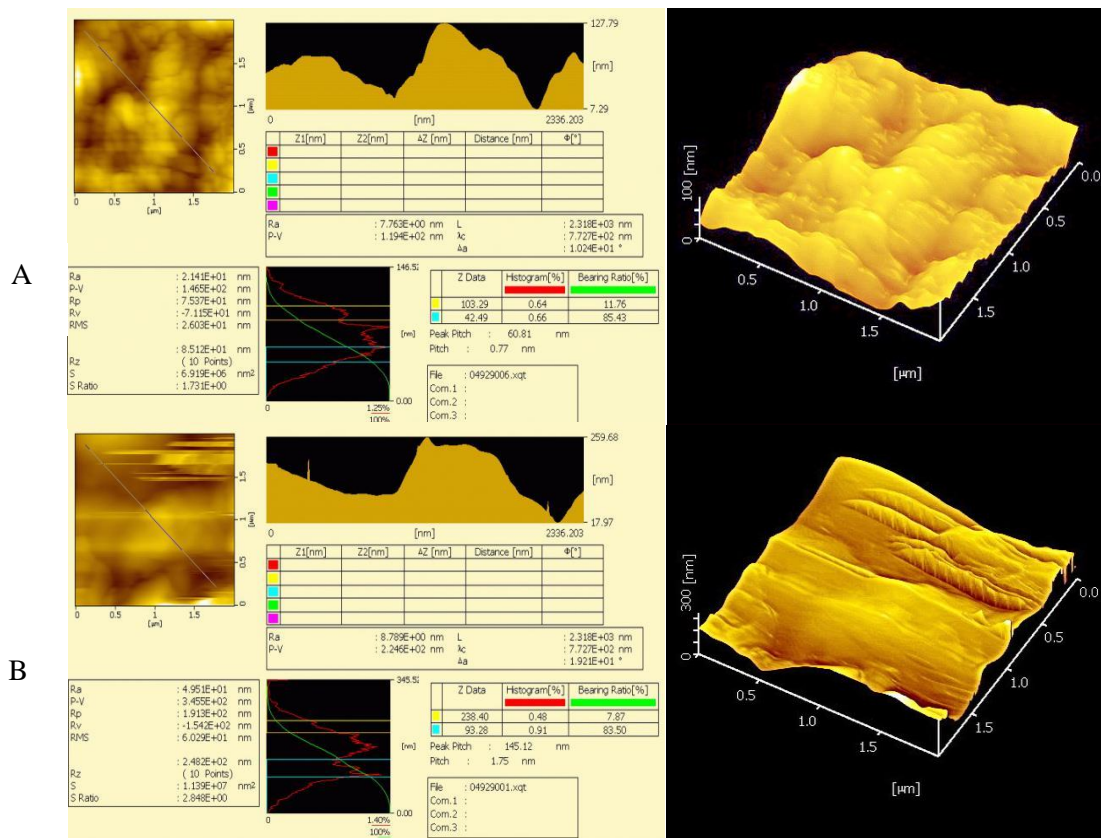 A
1.5
1
0.5
0
0 0.5 1 1.5
[µm]
[µm]
127.79
[nm]
7.29
0 [nm] 2336.203
Z1[nm] Z2[nm] ΔZ [nm] Distance [nm] Φ[°]
Ra : 7.763E+00 nm L : 2.318E+03 nm
P-V : 1.194E+02 nm λc : 7.727E+02 nm
Δa : 1.024E+01 °
Ra : 2.141E+01 nm
P-V : 1.465E+02 nm
Rp : 7.537E+01 nm
Rv : -7.115E+01 nm
RMS : 2.603E+01 nm
: 8.512E+01 nm
Rz ( 10 Points)
S : 6.919E+06 nm2
S Ratio : 1.731E+00
146.52
[nm]
0.00
1.25%
100%
Z Data Histogram[%] Bearing Ratio[%]
103.29 0.64 11.76
42.49 0.66 85.43
Peak Pitch : 60.81 nm
Pitch : 0.77 nm
File : 04929006.xqt
Com.1 :
Com.2 :
Com.3 :
100 [nm]
0
0.5
1.0
1.5
0.0
0.5
1.0
1.5
[µm]
B
1.5
1
0.5
0
0 0.5 1 1.5
[µm]
[µm]
259.68
[nm]
17.97
0 [nm] 2336.203
Z1[nm] Z2[nm] ΔZ [nm] Distance [nm] Φ[°]
Ra : 8.789E+00 nm L : 2.318E+03 nm
P-V : 2.246E+02 nm λc : 7.727E+02 nm
Δa : 1.921E+01 °
Ra : 4.951E+01 nm
P-V : 3.455E+02 nm
Rp : 1.913E+02 nm
Rv : -1.542E+02 nm
RMS : 6.029E+01 nm
: 2.482E+02 nm
Rz ( 10 Points)
S : 1.139E+07 nm2
S Ratio : 2.848E+00
345.52
[nm]
0.00
1.40%
100%
Z Data Histogram[%] Bearing Ratio[%]
238.40 0.48 7.87
93.28 0.91 83.50
Peak Pitch : 145.12 nm
Pitch : 1.75 nm
File : 04929001.xqt
Com.1 :
Com.2 :
Com.3 :
300 [nm]
0
0.5
1.0
1.5
0.0
0.5
1.0
1.5
[µm]